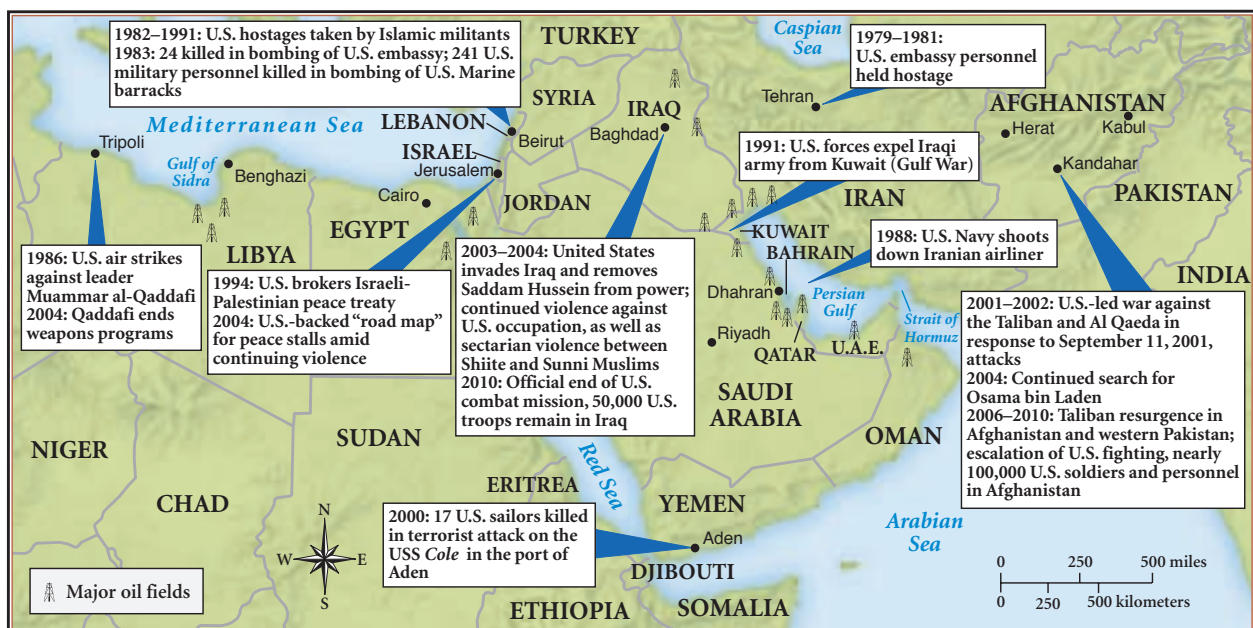 1982–1991: U.S. hostages taken by Islamic militants
1983: 24 killed in bombing of U.S. embassy; 241 U.S.
military personnel killed in bombing of U.S. Marine
barracks
TURKEY
Caspian
Sea
1979–1981:
U.S. embassy personnel
held hostage
Tehran
SYRIA
IRAQ
Baghdad
AFGHANISTAN
Herat
Kabul
Kandahar
PAKISTAN
INDIA
Mediterranean Sea
LEBANON
Beirut
ISRAEL
Jerusalem
JORDAN
Tripoli
Gulf of
Sidra
Benghazi
Cairo
EGYPT
LIBYA
1991: U.S. forces expel Iraqi
army from Kuwait (Gulf War)
IRAN
KUWAIT
BAHRAIN
1988: U.S. Navy shoots
down Iranian airliner
1986: U.S. air strikes
against leader
Muammar al-Qaddafi
2004: Qaddafi ends
weapons programs
1994: U.S. brokers Israeli-
Palestinian peace treaty
2004: U.S.-backed “road map”
for peace stalls amid
continuing violence
2003–2004: United States
invades Iraq and removes
Saddam Hussein from power;
continued violence against
U.S. occupation, as well as
sectarian violence between
Shiite and Sunni Muslims
2010: Official end of U.S.
combat mission, 50,000 U.S.
troops remain in Iraq
Dhahran
Persian
Gulf
Strait of
Hormuz
Riyadh
QATAR
U.A.E.
SAUDI
ARABIA
OMAN
2001–2002: U.S.-led war against
the Taliban and Al Qaeda in
response to September 11, 2001,
attacks
2004: Continued search for
Osama bin Laden
2006–2010: Taliban resurgence in
Afghanistan and western Pakistan;
escalation of U.S. fighting, nearly
100,000 U.S. soldiers and personnel
in Afghanistan
NIGER
CHAD
SUDAN
ERITREA
Red Sea
YEMEN
Aden
2000: 17 U.S. sailors killed
in terrorist attack on the
USS Cole in the port of
Aden
DJIBOUTI
ETHIOPIA
SOMALIA
Arabian
Sea
N
W
E
S
Major oil fields
0
250
500 miles
0
250
500 kilometers